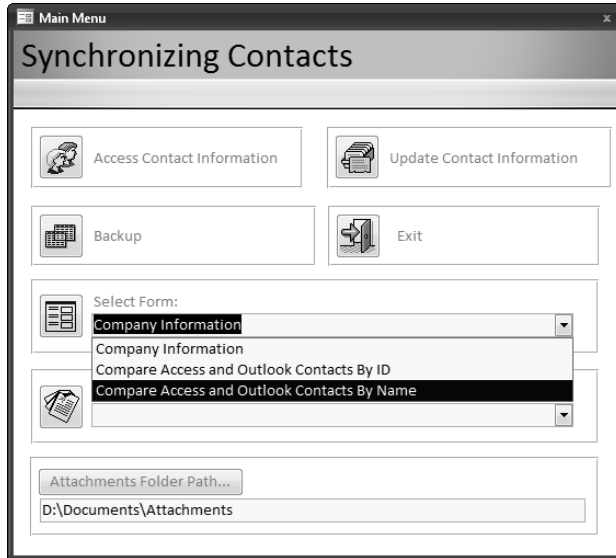 Main Menu
x
Synchronizing Contacts
Access Contact Information
Update Contact Information
Backup
Exit
Select Form:
Company Information
Company Information
Compare Access and Outlook Contacts By ID
Compare Access and Outlook Contacts By Name
Attachments Folder Path...
D:\Documents\Attachments